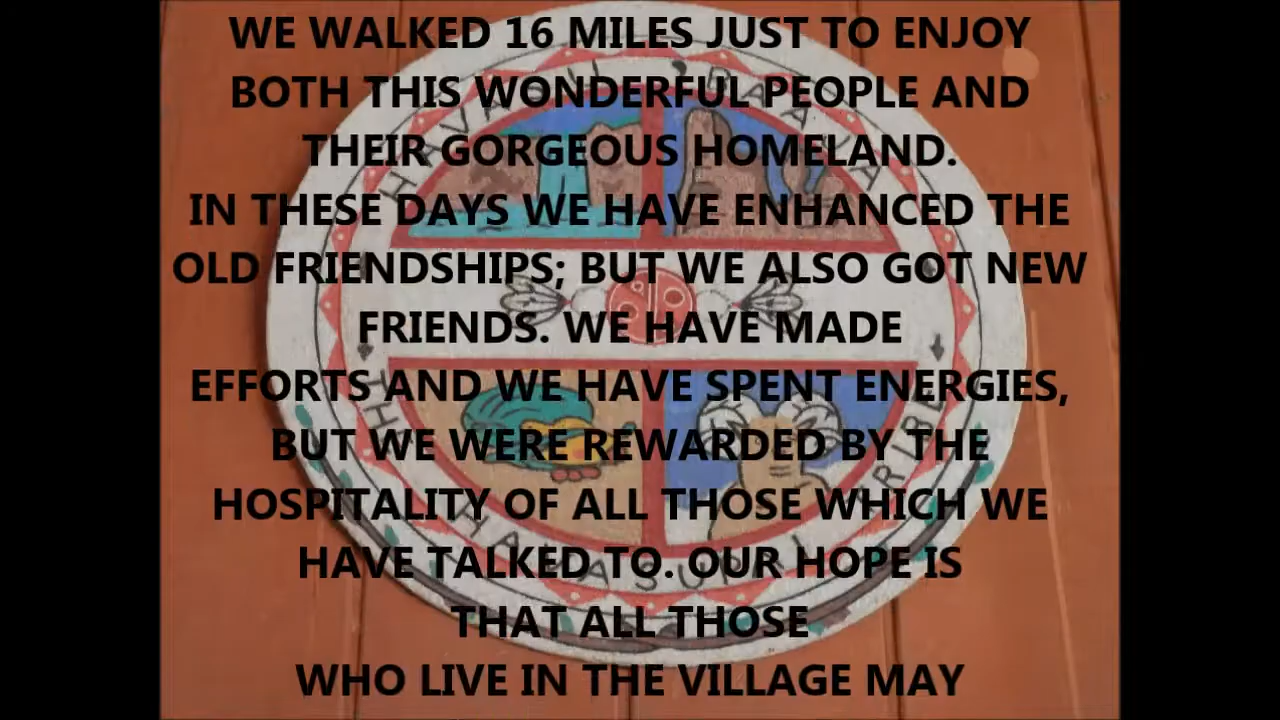 WE WALKED 16 MILES JUST TO ENJOY
BOTH THIS WONDERFUL PEOPLE AND
THEIR GORGEOUS HOMELAND.
IN THESE DAYS WE HAVE ENHANCED THE
OLD FRIENDSHIPS; BUT WE ALSO GOT NEW
FRIENDS. WE HAVE MADE
EFFORTS AND WE HAVE SPENT ENERGIES,
BUT WE WERE REWARDED BY THE
HOSPITALITY OF ALL THOSE WHICH WE
HAVE TALKED TO. OUR HOPE IS
THAT ALL THOSE
WHO LIVE IN THE VILLAGE MAY
THE HAVASUPAI TRIBE